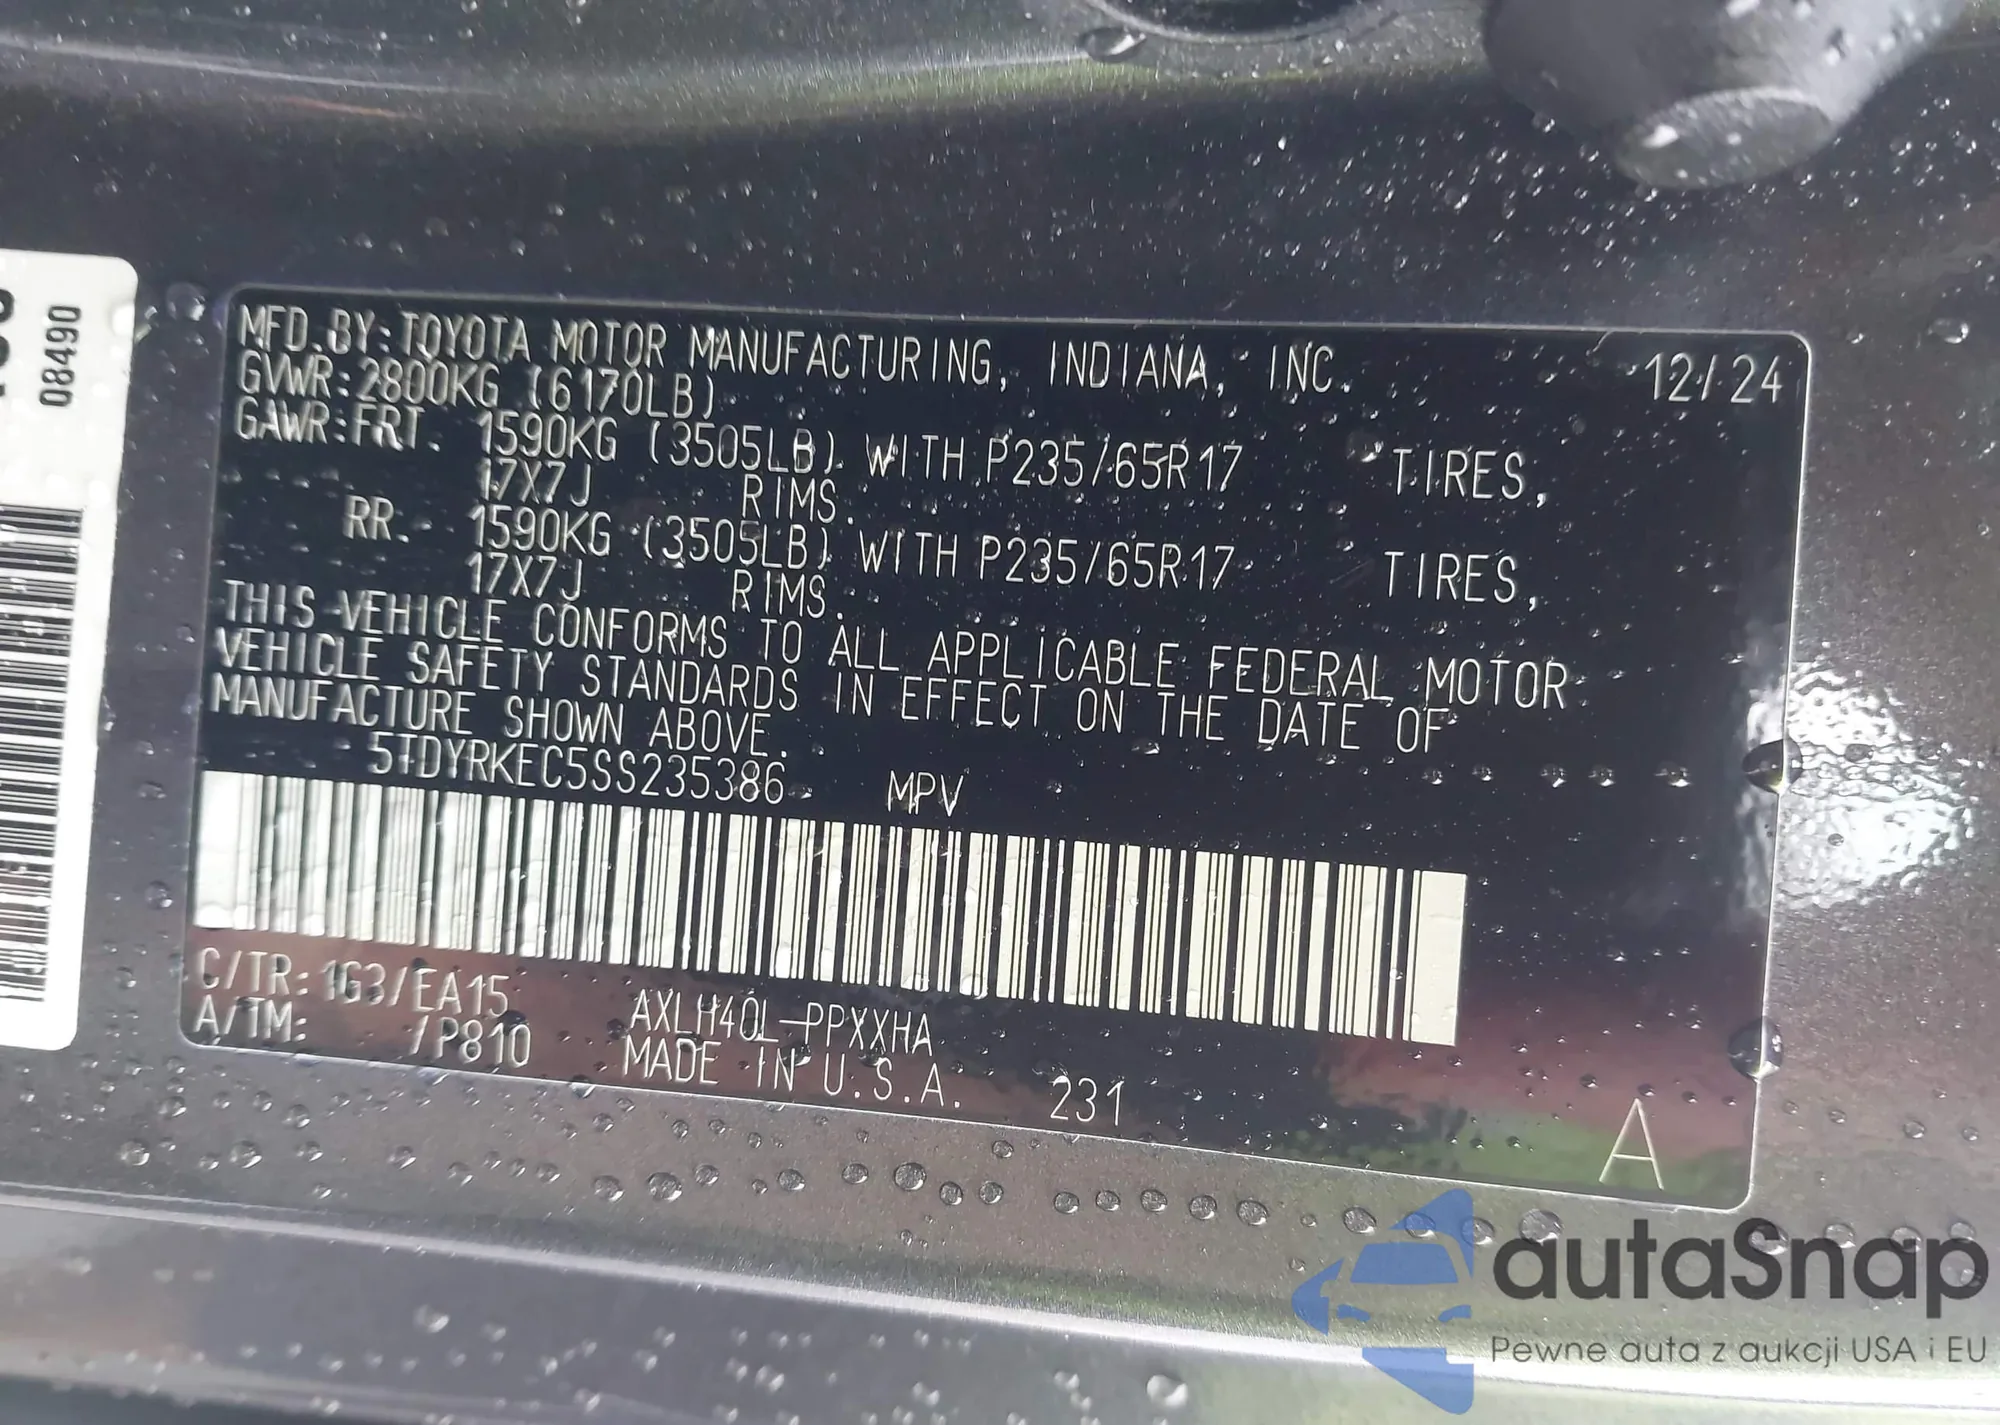 MFD.BY:TOYOTA MOTOR MANUFACTURING, INDIANA, INC. 12/24
GVWR:2800KG (6170LB)
GAWR:FRT. 1590KG (3505LB) WITH P235/65R17 TIRES,
17X7J RIMS.
RR. 1590KG (3505LB) WITH P235/65R17 TIRES,
17X7J RIMS.
THIS VEHICLE CONFORMS TO ALL APPLICABLE FEDERAL MOTOR
VEHICLE SAFETY STANDARDS IN EFFECT ON THE DATE OF
MANUFACTURE SHOWN ABOVE.
5TDYRKEC5SS235386 MPV
C/TR:1G3/EA15 AXLH40L-PPXXHA
A/TM: /P810 MADE IN U.S.A. 231
A
08490
autaSnap
Pewne auta z aukcji USA i EU